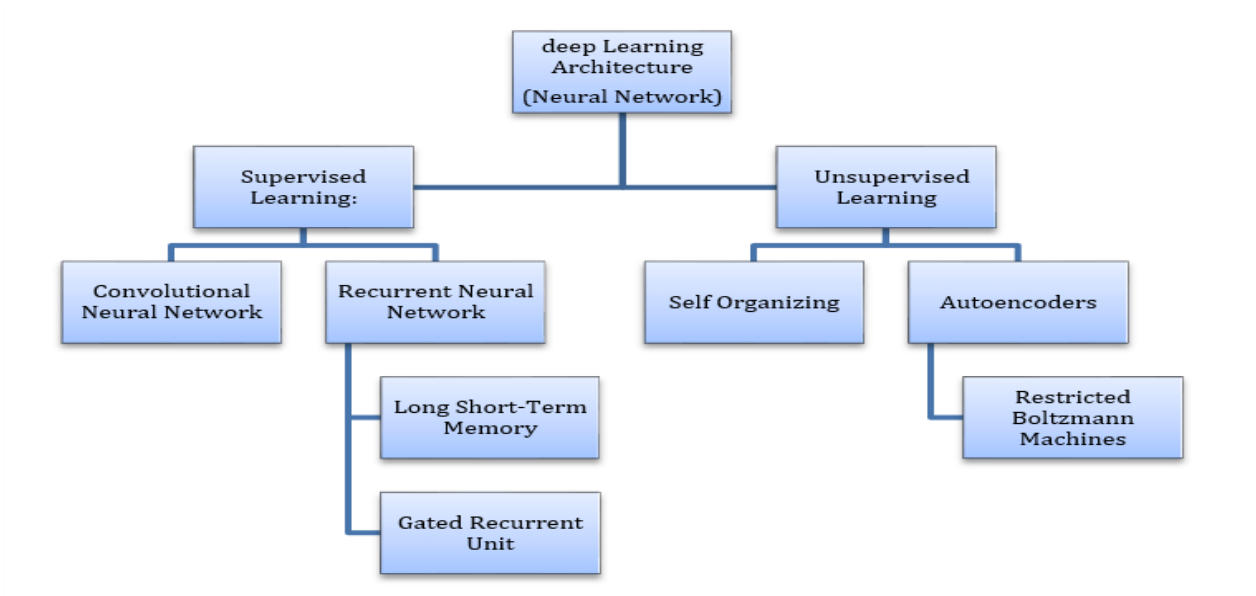 deep Learning
Architecture
(Neural Network)
Supervised
Learning:
Unsupervised
Learning
Convolutional
Neural Network
Recurrent Neural
Network
Self Organizing
Autoencoders
Long Short-Term
Memory
Restricted
Boltzmann
Machines
Gated Recurrent
Unit